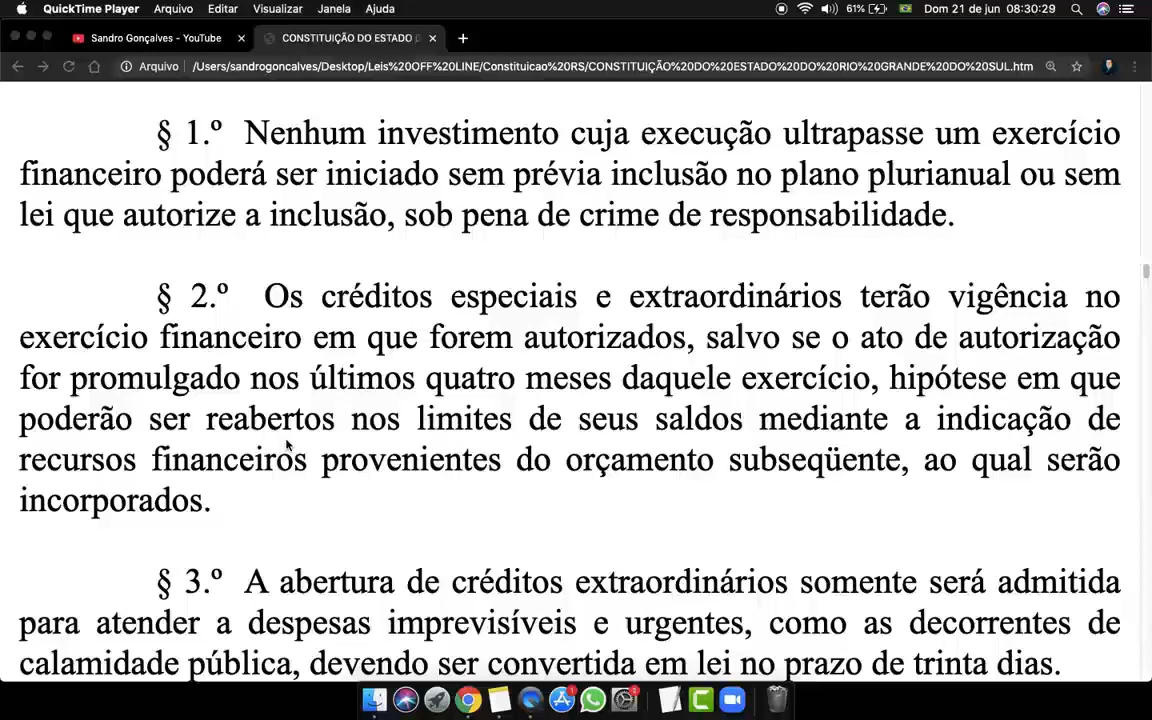 QuickTime Player Arquivo Editar Visualizar Janela Ajuda 61% Dom 21 de jun 08:30:29
Sandro Gonçalves - YouTube CONSTITUIÇÃO DO ESTADO
Arquivo /Users/sandrogoncalves/Desktop/Leis%20OFF%20LINE/Constituicao%20RS/CONSTITUIÇÃO%20DO%20ESTADO%20DO%20RIO%20GRANDE%20DO%20SUL.htm
§ 1.º Nenhum investimento cuja execução ultrapasse um exercício
financeiro poderá ser iniciado sem prévia inclusão no plano plurianual ou sem
lei que autorize a inclusão, sob pena de crime de responsabilidade.
§ 2.º Os créditos especiais e extraordinários terão vigência no
exercício financeiro em que forem autorizados, salvo se o ato de autorização
for promulgado nos últimos quatro meses daquele exercício, hipótese em que
poderão ser reabertos nos limites de seus saldos mediante a indicação de
recursos financeiros provenientes do orçamento subseqüente, ao qual serão
incorporados.
§ 3.º A abertura de créditos extraordinários somente será admitida
para atender a despesas imprevisíveis e urgentes, como as decorrentes de
calamidade pública, devendo ser convertida em lei no prazo de trinta dias.